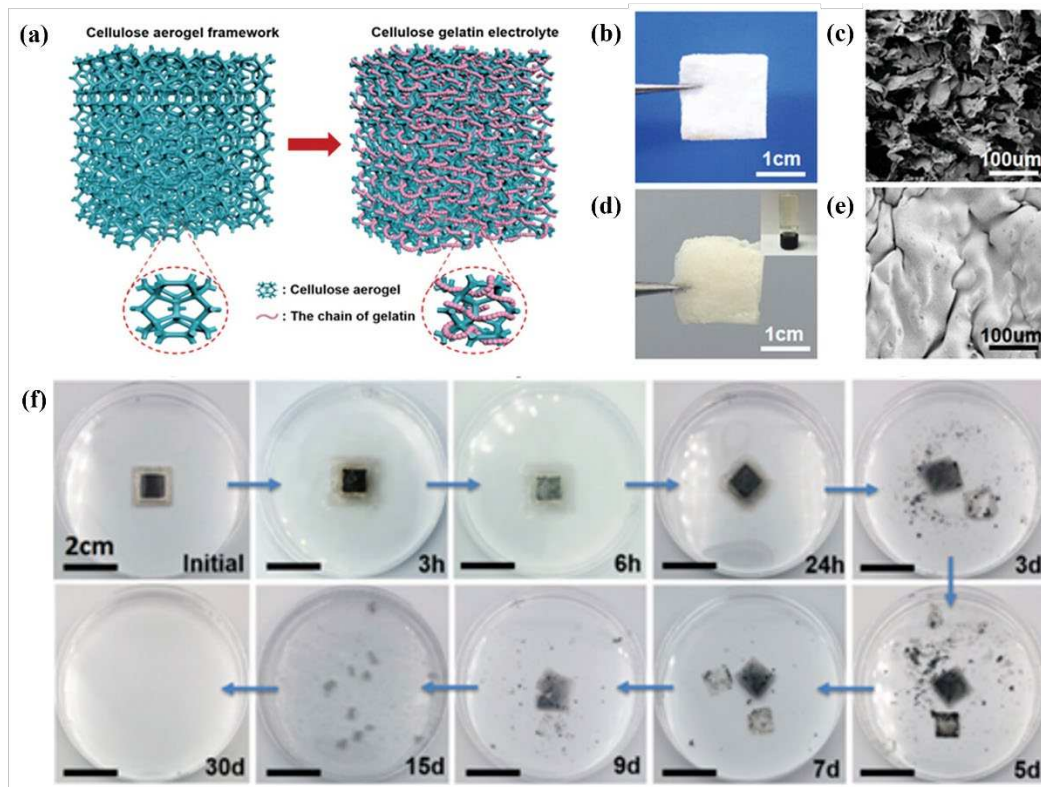 (a)
Cellulose aerogel framework
Cellulose gelatin electrolyte
: Cellulose aerogel
: The chain of gelatin
(b)
1cm
(c)
100um
(d)
1cm
(e)
100um
(f)
2cm
Initial
3h
6h
24h
3d
30d
15d
9d
7d
5d